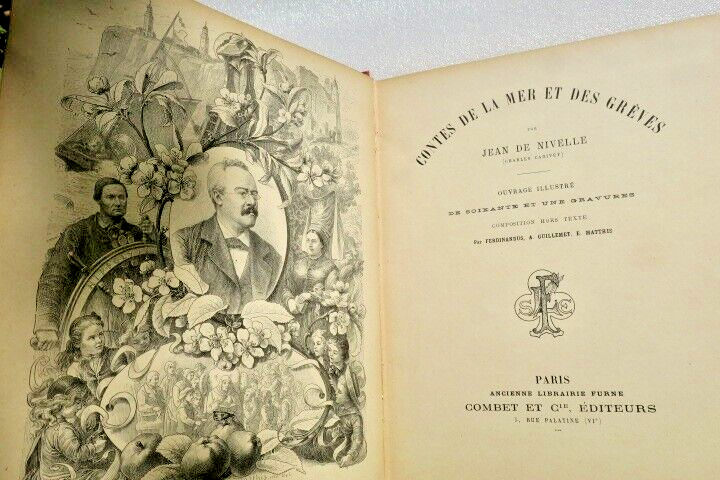 CONTES DE LA MER ET DES GRÈVES
PAR
JEAN DE NIVELLE
[CHARLES CANIVET]
OUVRAGE ILLUSTRÉ
DE SOIXANTE ET UNE GRAVURES
COMPOSITION HORS TEXTE
Par FERDINANDUS, A. GUILLEMET, E. MATTHIS
PARIS
ANCIENNE LIBRAIRIE FURNE
COMBET ET CIE, ÉDITEURS
5, RUE PALATINE (VIe)